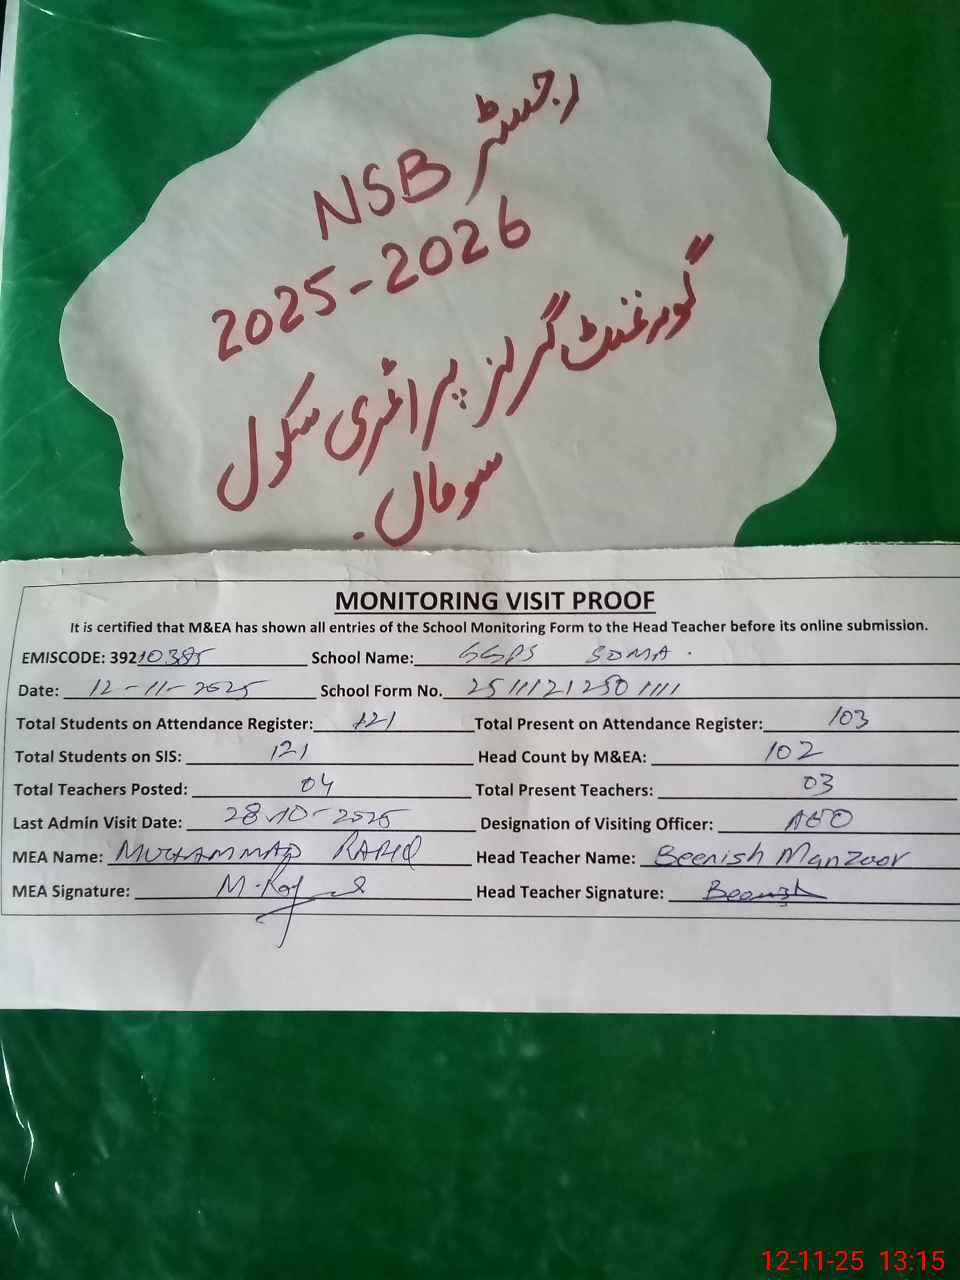 رجسٹر NSB
2025-2026
گورنمنٹ گرلز پرائمری سکول
سومال.
MONITORING VISIT PROOF
It is certified that M&EA has shown all entries of the School Monitoring Form to the Head Teacher before its online submission.
EMISCODE: 39210385 School Name: GGPS SOMA.
Date: 12-11-2025 School Form No. 25111121250 1111
Total Students on Attendance Register: 121 Total Present on Attendance Register: 103
Total Students on SIS: 121 Head Count by M&EA: 102
Total Teachers Posted: 04 Total Present Teachers: 03
Last Admin Visit Date: 28-10-2025 Designation of Visiting Officer: AEO
MEA Name: MUHAMMAD RAFIQ Head Teacher Name: Beenish Manzoor
MEA Signature: M. Head Teacher Signature: Beenish
12-11-25 13:15